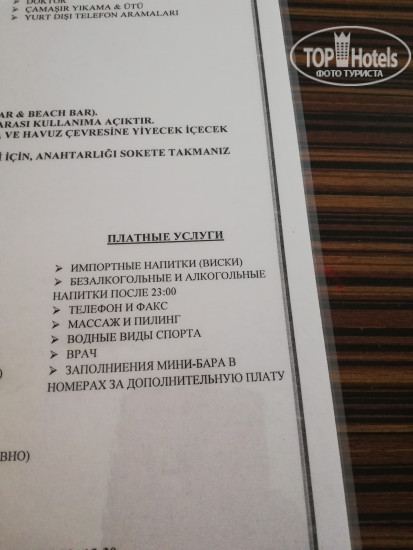 DOKTOR
➢ ÇAMAŞIR YIKAMA & ÜTÜ
➢ YURT DIŞI TELEFON ARAMALARI
TOP Hotels
ФОТО ТУРИСТА
AR & BEACH BAR).
ARASI KULLANIMA AÇIKTIR.
VE HAVUZ ÇEVRESİNE YİYECEK İÇECEK
İ İÇİN, ANAHTARLIĞI SOKETE TAKMANIZ
ПЛАТНЫЕ УСЛУГИ
➢ ИМПОРТНЫЕ НАПИТКИ (ВИСКИ)
➢ БЕЗАЛКОГОЛЬНЫЕ И АЛКОГОЛЬНЫЕ
НАПИТКИ ПОСЛЕ 23:00
➢ ТЕЛЕФОН И ФАКС
➢ МАССАЖ И ПИЛИНГ
➢ ВОДНЫЕ ВИДЫ СПОРТА
➢ ВРАЧ
➢ ЗАПОЛНИЕНИЯ МИНИ-БАРА В
НОМЕРАХ ЗА ДОПОЛНИТЕЛЬНУЮ ПЛАТУ
)
ВНО)